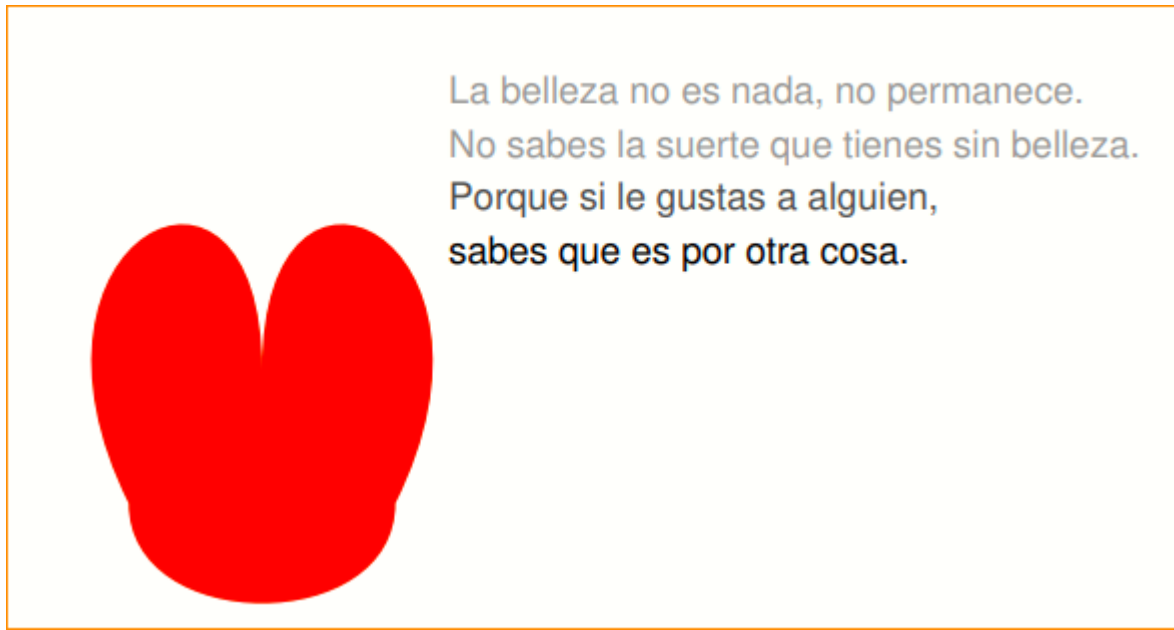 La belleza no es nada, no permanece.
No sabes la suerte que tienes sin belleza.
Porque si le gustas a alguien,
sabes que es por otra cosa.